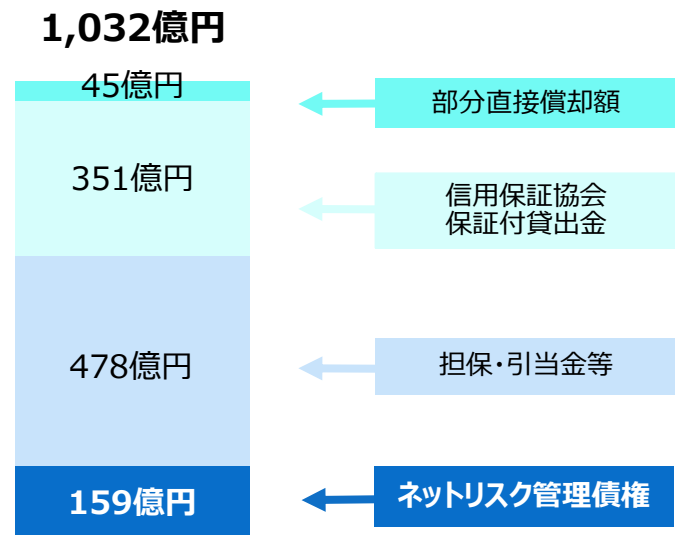 1,032億円
45億円
部分直接償却額
351億円
信用保証協会
保証付貸出金
478億円
担保・引当金等
159億円
ネットリスク管理債権